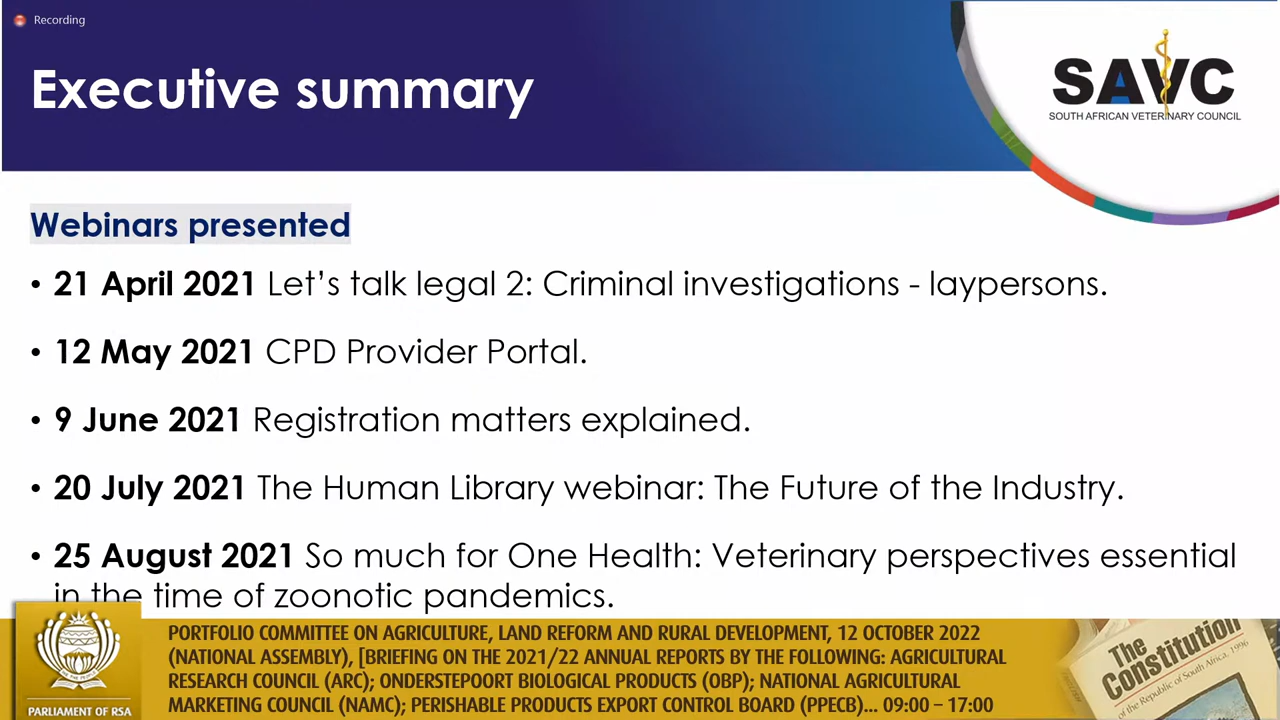 Recording
Executive summary
SAVC
SOUTH AFRICAN VETERINARY COUNCIL
Webinars presented
• 21 April 2021 Let’s talk legal 2: Criminal investigations - laypersons.
• 12 May 2021 CPD Provider Portal.
• 9 June 2021 Registration matters explained.
• 20 July 2021 The Human Library webinar: The Future of the Industry.
• 25 August 2021 So much for One Health: Veterinary perspectives essential
in the time of zoonotic pandemics.
PORTFOLIO COMMITTEE ON AGRICULTURE, LAND REFORM AND RURAL DEVELOPMENT, 12 OCTOBER 2022
(NATIONAL ASSEMBLY), [BRIEFING ON THE 2021/22 ANNUAL REPORTS BY THE FOLLOWING: AGRICULTURAL
RESEARCH COUNCIL (ARC); ONDERSTEPOORT BIOLOGICAL PRODUCTS (OBP); NATIONAL AGRICULTURAL
MARKETING COUNCIL (NAMC); PERISHABLE PRODUCTS EXPORT CONTROL BOARD (PPECB)... 09:00 – 17:00
PARLIAMENT OF RSA
The
Constitution
of the Republic of South Africa, 1996